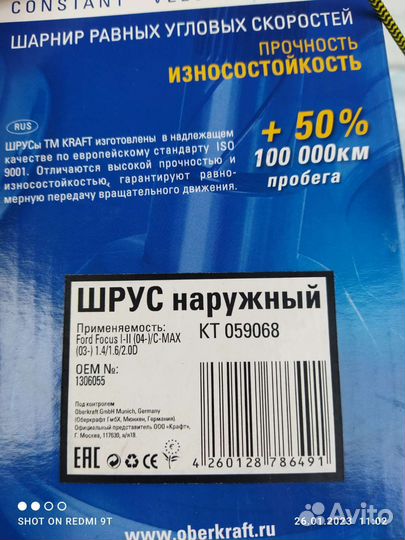 CONSTANT
ШАРНИР РАВНЫХ УГЛОВЫХ СКОРОСТЕЙ
ПРОЧНОСТЬ
ИЗНОСОСТОЙКОСТЬ
RUS
ШРУСы ТМ KRAFT изготовлены в надлежащем
качестве по европейскому стандарту ISO
9001. Отличаются высокой прочностью и
износостойкостью, гарантируют равно-
мерную передачу вращательного движения.
+ 50%
100 000км
пробега
ШРУС наружный
Применяемость:
Ford Focus I-II (04-)/C-MAX
(03-) 1.4/1.6/2.0D
KT 059068
OEM №:
1306055
Под контролем
Oberkraft GmbH Munich, Germany
(Оберкрафт ГмбХ, Мюнхен, Германия)
Официальный представитель ООО «Крафт»,
Г. Москва, 117630, а/я19.
EAC
4 260128 786491
www.oberkraft.ru
SHOT ON REDMI 9T
26.01.2023 11:02
Avito